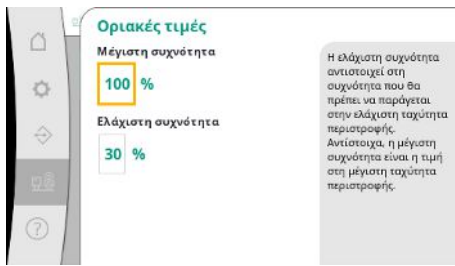 Οριακές τιμές
Μέγιστη συχνότητα
100 %
Ελάχιστη συχνότητα
30 %
Η ελάχιστη συχνότητα
αντιστοιχεί στη
συχνότητα που θα
πρέπει να παράγεται
στην ελάχιστη ταχύτητα
περιστροφής.
Αντίστοιχα, η μέγιστη
συχνότητα είναι η τιμή
στη μέγιστη ταχύτητα
περιστροφής.